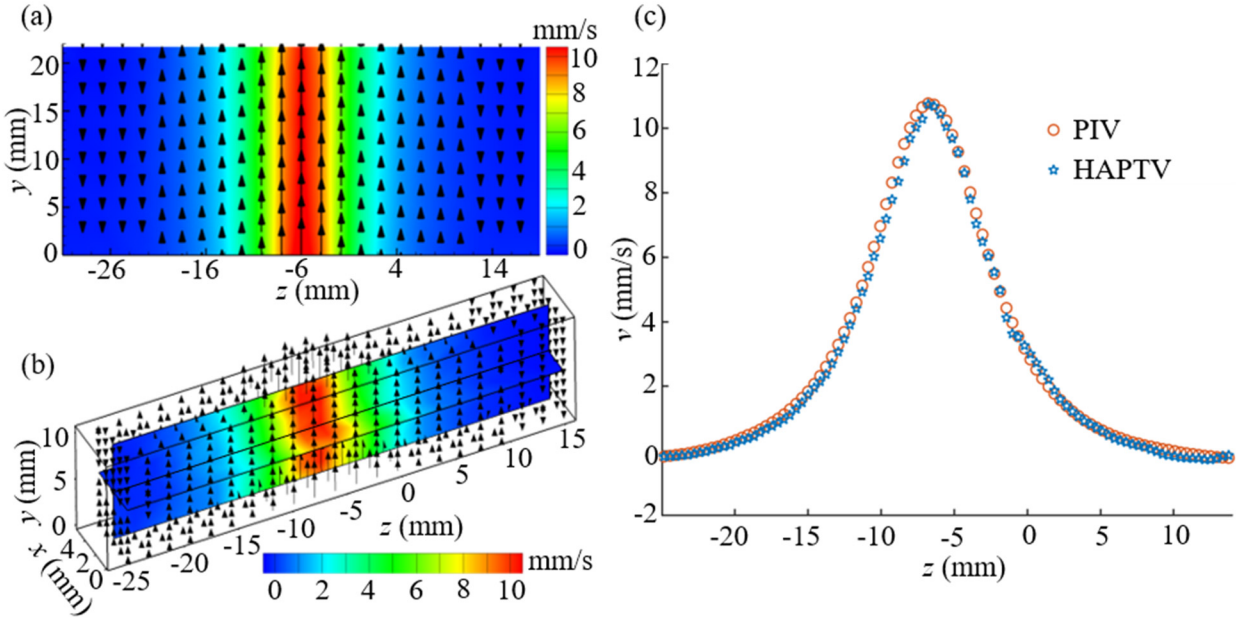 (a)
mm/s
20
15
10
5
0
y (mm)
-26 -16 -6 4 14
z (mm)
10
8
6
4
2
0
(b)
10
5
0
y (mm)
4
2
0
x (mm)
-25 -20 -15 -10 -5 0 5 10 15
z (mm)
mm/s
0 2 4 6 8 10
(c)
12
10
8
6
4
2
0
-2
v (mm/s)
-20 -15 -10 -5 0 5 10
z (mm)
PIV
HAPTV